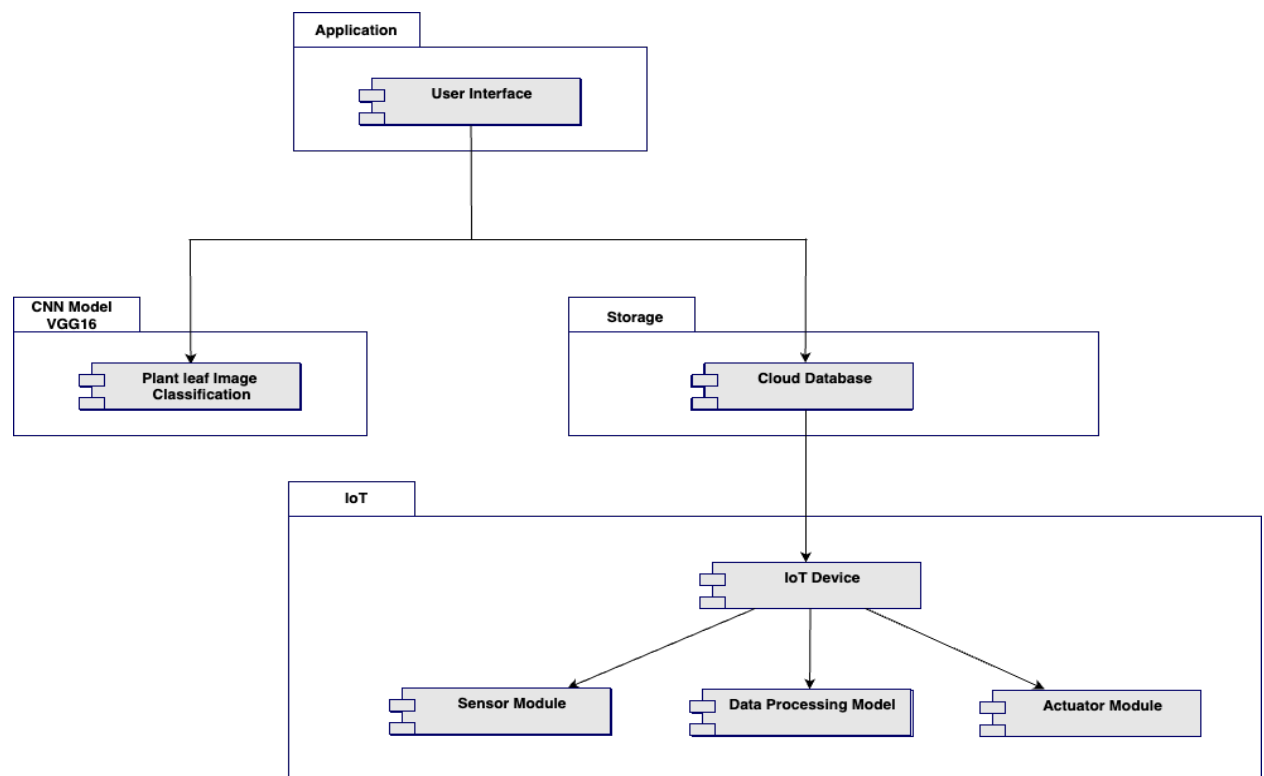 Application
User Interface
CNN Model
VGG16
Plant leaf Image
Classification
Storage
Cloud Database
IoT
IoT Device
Sensor Module
Data Processing Model
Actuator Module